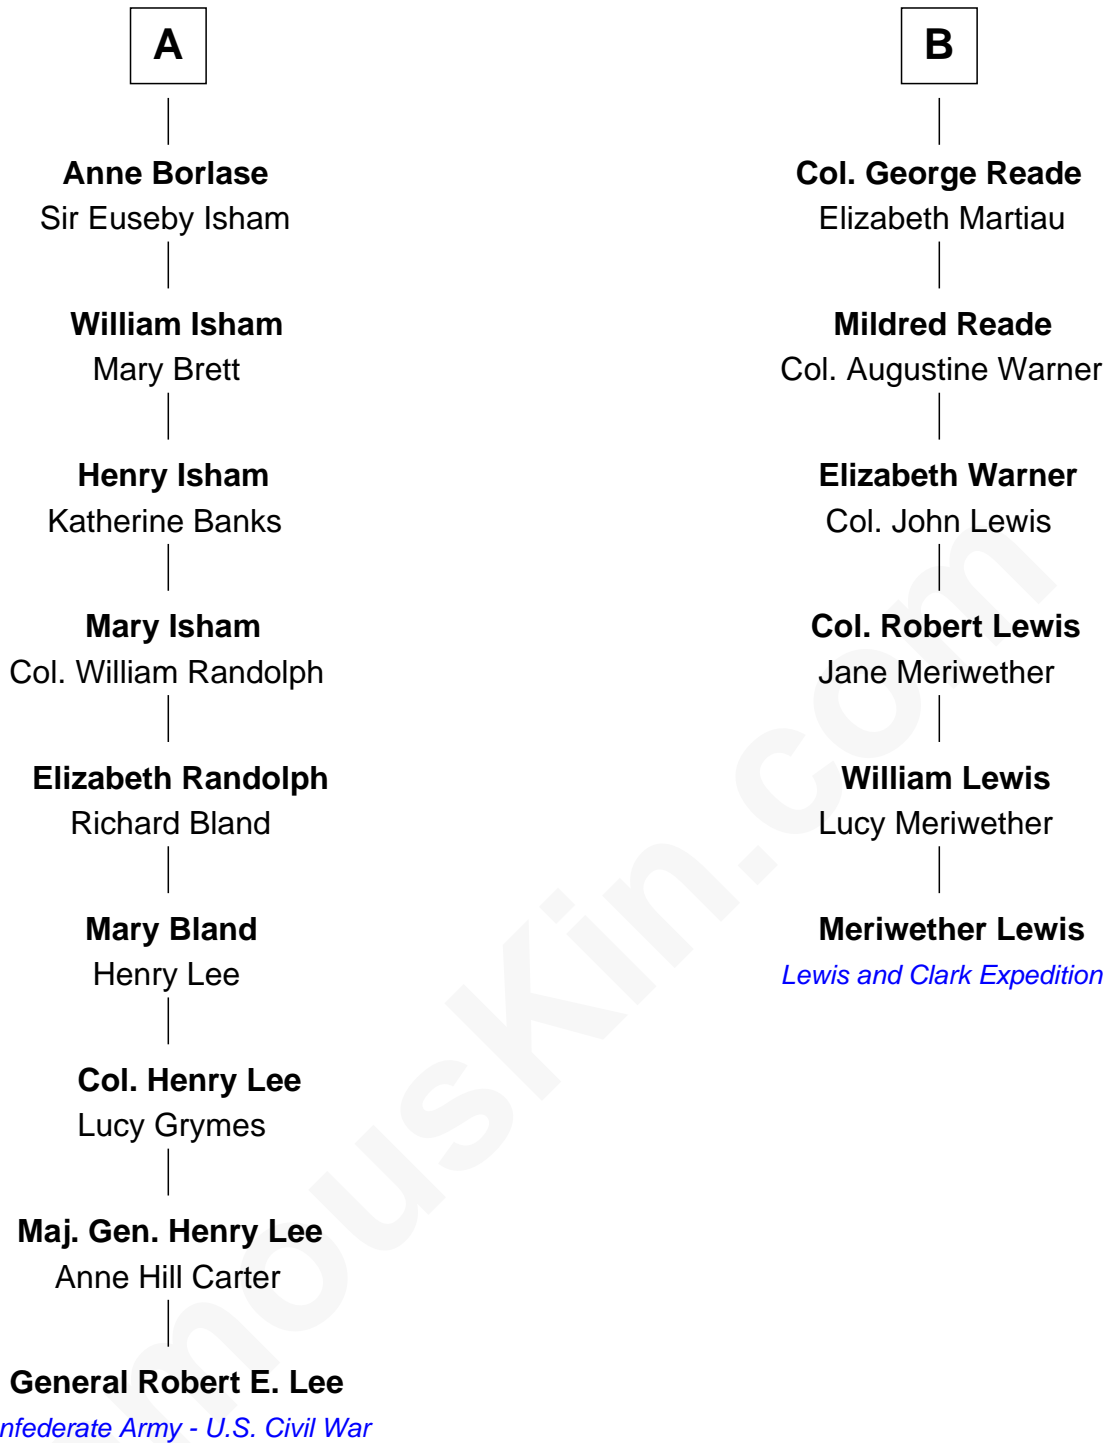 A
Anne Borlase
Sir Euseby Isham
William Isham
Mary Brett
Henry Isham
Katherine Banks
Mary Isham
Col. William Randolph
Elizabeth Randolph
Richard Bland
Mary Bland
Henry Lee
Col. Henry Lee
Lucy Grymes
Maj. Gen. Henry Lee
Anne Hill Carter
General Robert E. Lee
nfederate Army - U.S. Civil War
B
Col. George Reade
Elizabeth Martiau
Mildred Reade
Col. Augustine Warner
Elizabeth Warner
Col. John Lewis
Col. Robert Lewis
Jane Meriwether
William Lewis
Lucy Meriwether
Meriwether Lewis
Lewis and Clark Expedition
mouskin.com